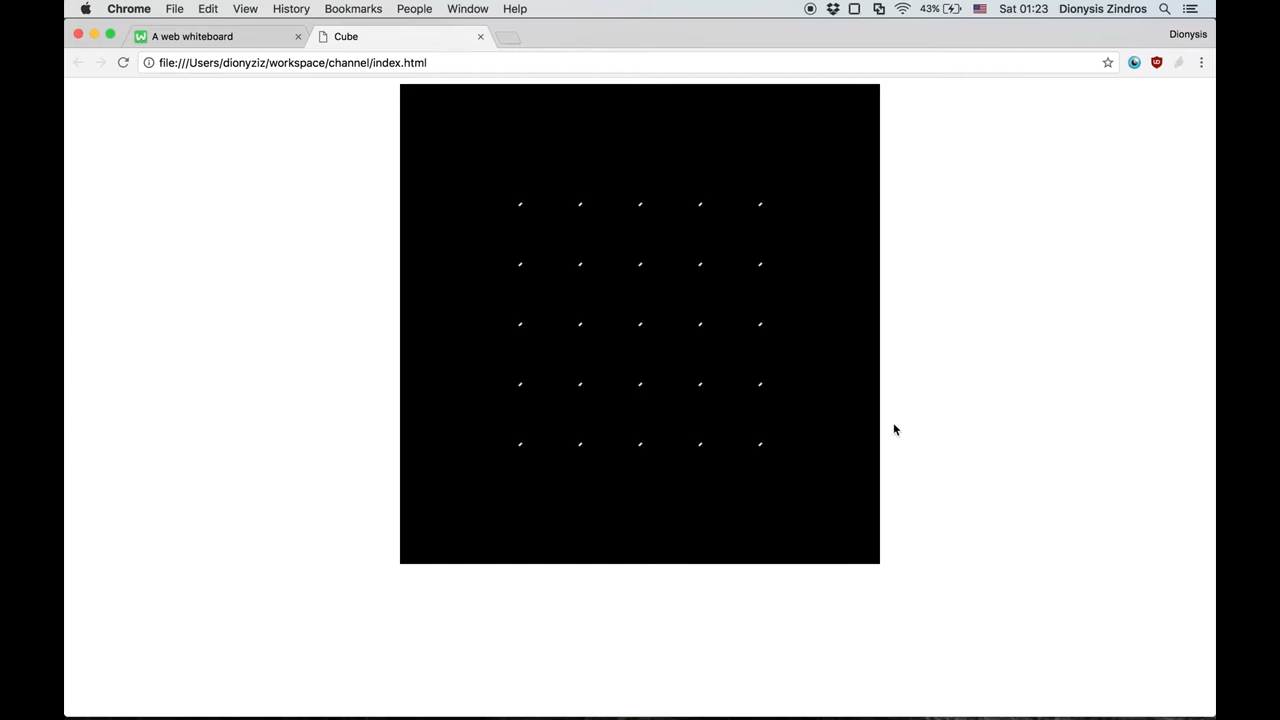 Chrome File Edit View History Bookmarks People Window Help 43% Sat 01:23 Dionysis Zindros
A web whiteboard Cube Dionysis
file:///Users/dionyziz/workspace/channel/index.html